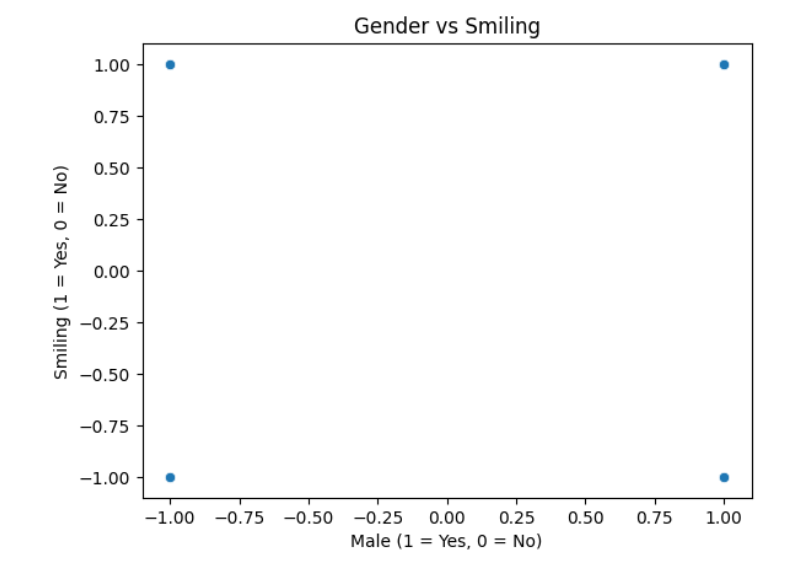 Gender vs Smiling
1.00
0.75
0.50
0.25
0.00
−0.25
−0.50
−0.75
−1.00
Smiling (1 = Yes, 0 = No)
−1.00 −0.75 −0.50 −0.25 0.00 0.25 0.50 0.75 1.00
Male (1 = Yes, 0 = No)